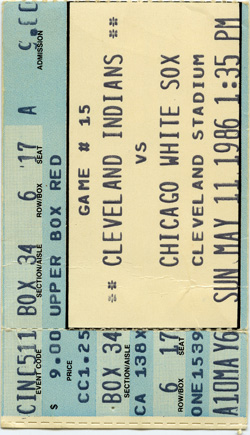 CINC511 BOX 34 6 17 A
EVENT CODE SECTION/AISLE ROW/BOX SEAT ADMISSION
$ 9.00 UPPER BOX RED
PRICE
GAME # 15
** CLEVELAND INDIANS **
VS
CHICAGO WHITE SOX
CLEVELAND STADIUM
SUN MAY 11,1986 1:35 PM
CC1.25
BOX 34
SECTION/AISLE
CA 138X
6 17
ROW/BOX SEAT
A10MAY6